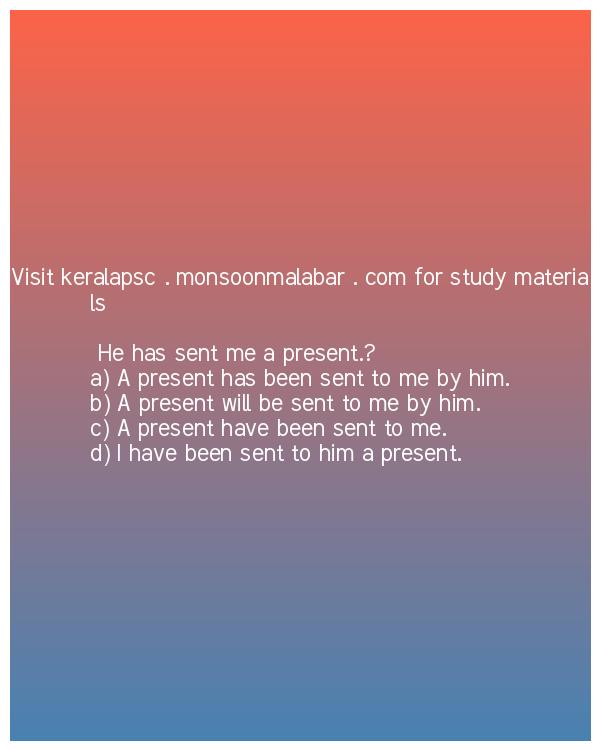 Visit keralapsc . monsoonmalabar . com for study materia
ls
He has sent me a present.?
a) A present has been sent to me by him.
b) A present will be sent to me by him.
c) A present have been sent to me.
d) I have been sent to him a present.